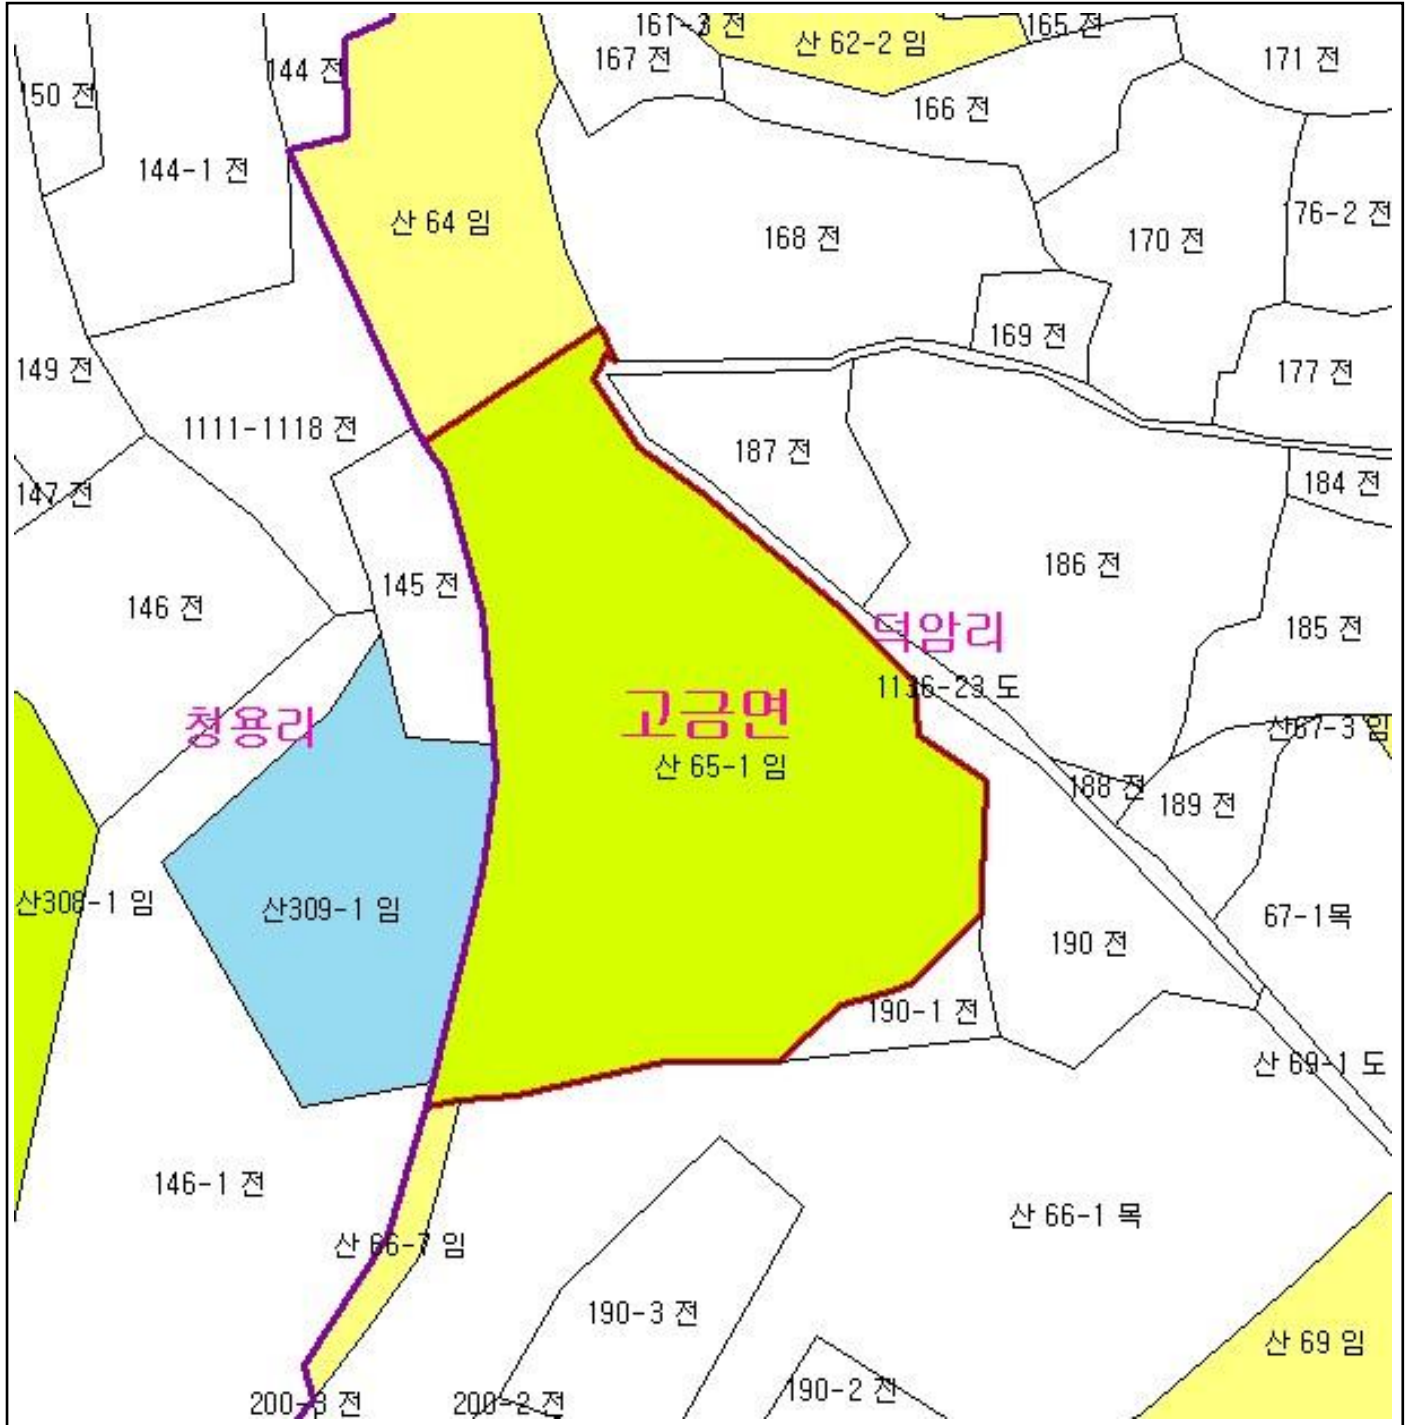 161-3 전
165 전
산 62-2 임
167 전
171 전
144 전
150 전
166 전
144-1 전
산 64 임
168 전
170 전
76-2 전
169 전
149 전
177 전
1111-1118 전
187 전
184 전
147 전
186 전
145 전
146 전
덕암리
185 전
1136-23 도
고금면
청용리
산67-3 임
산 65-1 임
188 전
189 전
산308-1 임
산309-1 임
67-1목
190 전
190-1 전
산 69-1 도
146-1 전
산 66-1 목
산 66-7 임
190-3 전
산 69 임
190-2 전
200-3 전
200-2 전